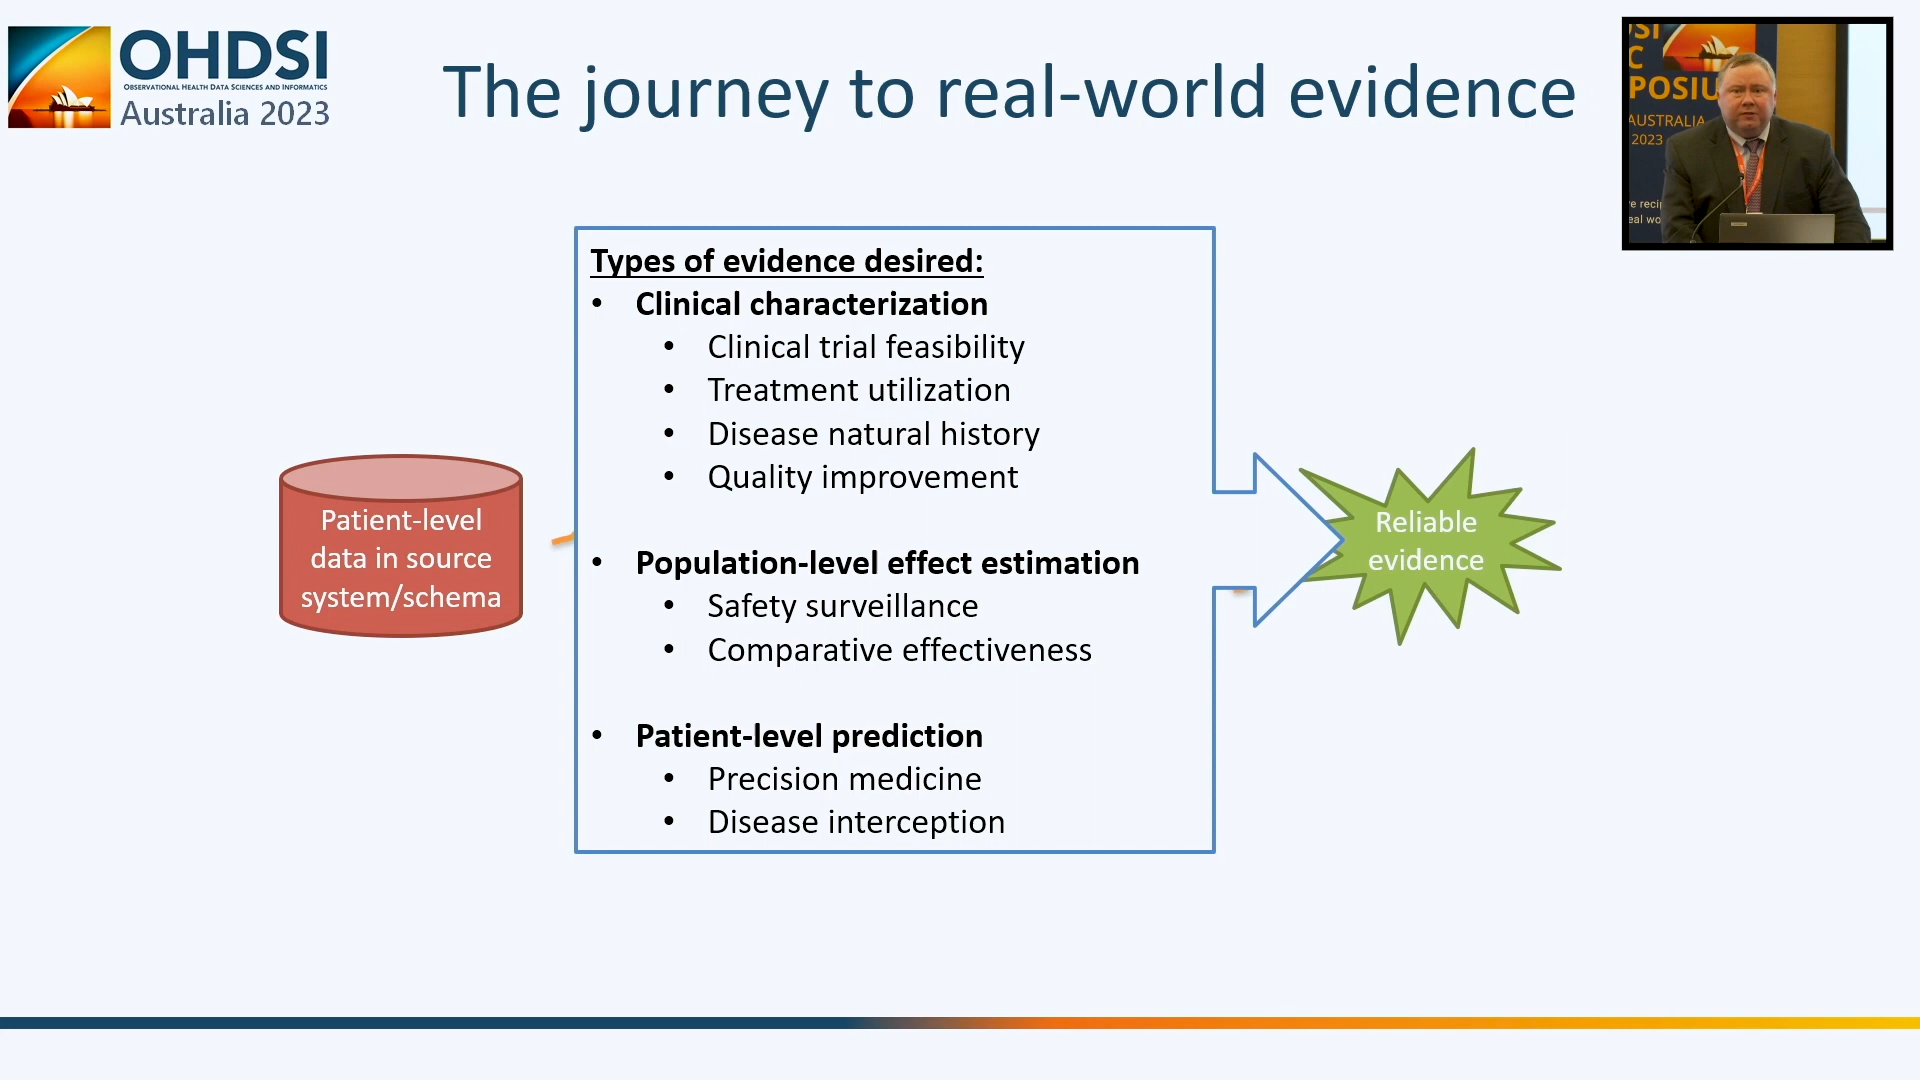 OHDSI
OBSERVATIONAL HEALTH DATA SCIENCES AND INFORMATICS
Australia 2023
The journey to real-world evidence
SI
C
POSIU
AUSTRALIA
2023
Types of evidence desired:
• Clinical characterization
• Clinical trial feasibility
• Treatment utilization
• Disease natural history
• Quality improvement
• Population-level effect estimation
• Safety surveillance
• Comparative effectiveness
• Patient-level prediction
• Precision medicine
• Disease interception
Patient-level
data in source
system/schema
Reliable
evidence